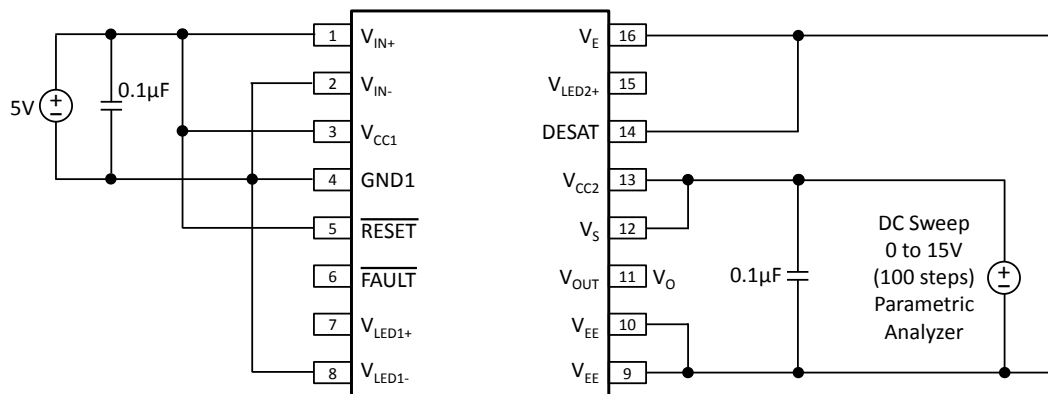 1 V_IN+
2 V_IN-
3 V_CC1
4 GND1
5 RESET
6 FAULT
7 V_LED1+
8 V_LED1-
V_E 16
V_LED2+ 15
DESAT 14
V_CC2 13
V_S 12
V_OUT 11 V_O
V_EE 10
V_EE 9
5V
+
0.1µF
0.1µF
DC Sweep
0 to 15V
(100 steps)
Parametric
Analyzer
+